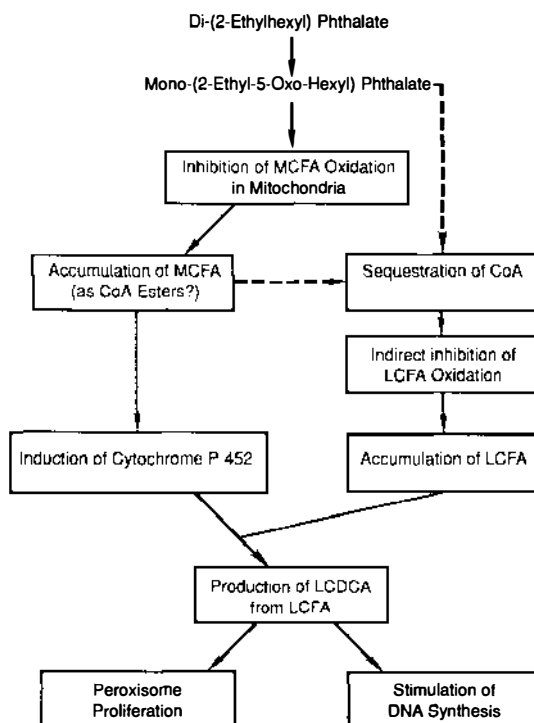 Di-(2-Ethylhexyl) Phthalate
Mono-(2-Ethyl-5-Oxo-Hexyl) Phthalate
Inhibition of MCFA Oxidation
in Mitochondria
Accumulation of MCFA
(as CoA Esters?)
Sequestration of CoA
Indirect inhibition of
LCFA Oxidation
Induction of Cytochrome P 452
Accumulation of LCFA
Production of LCDCA
from LCFA
Peroxisome
Proliferation
Stimulation of
DNA Synthesis